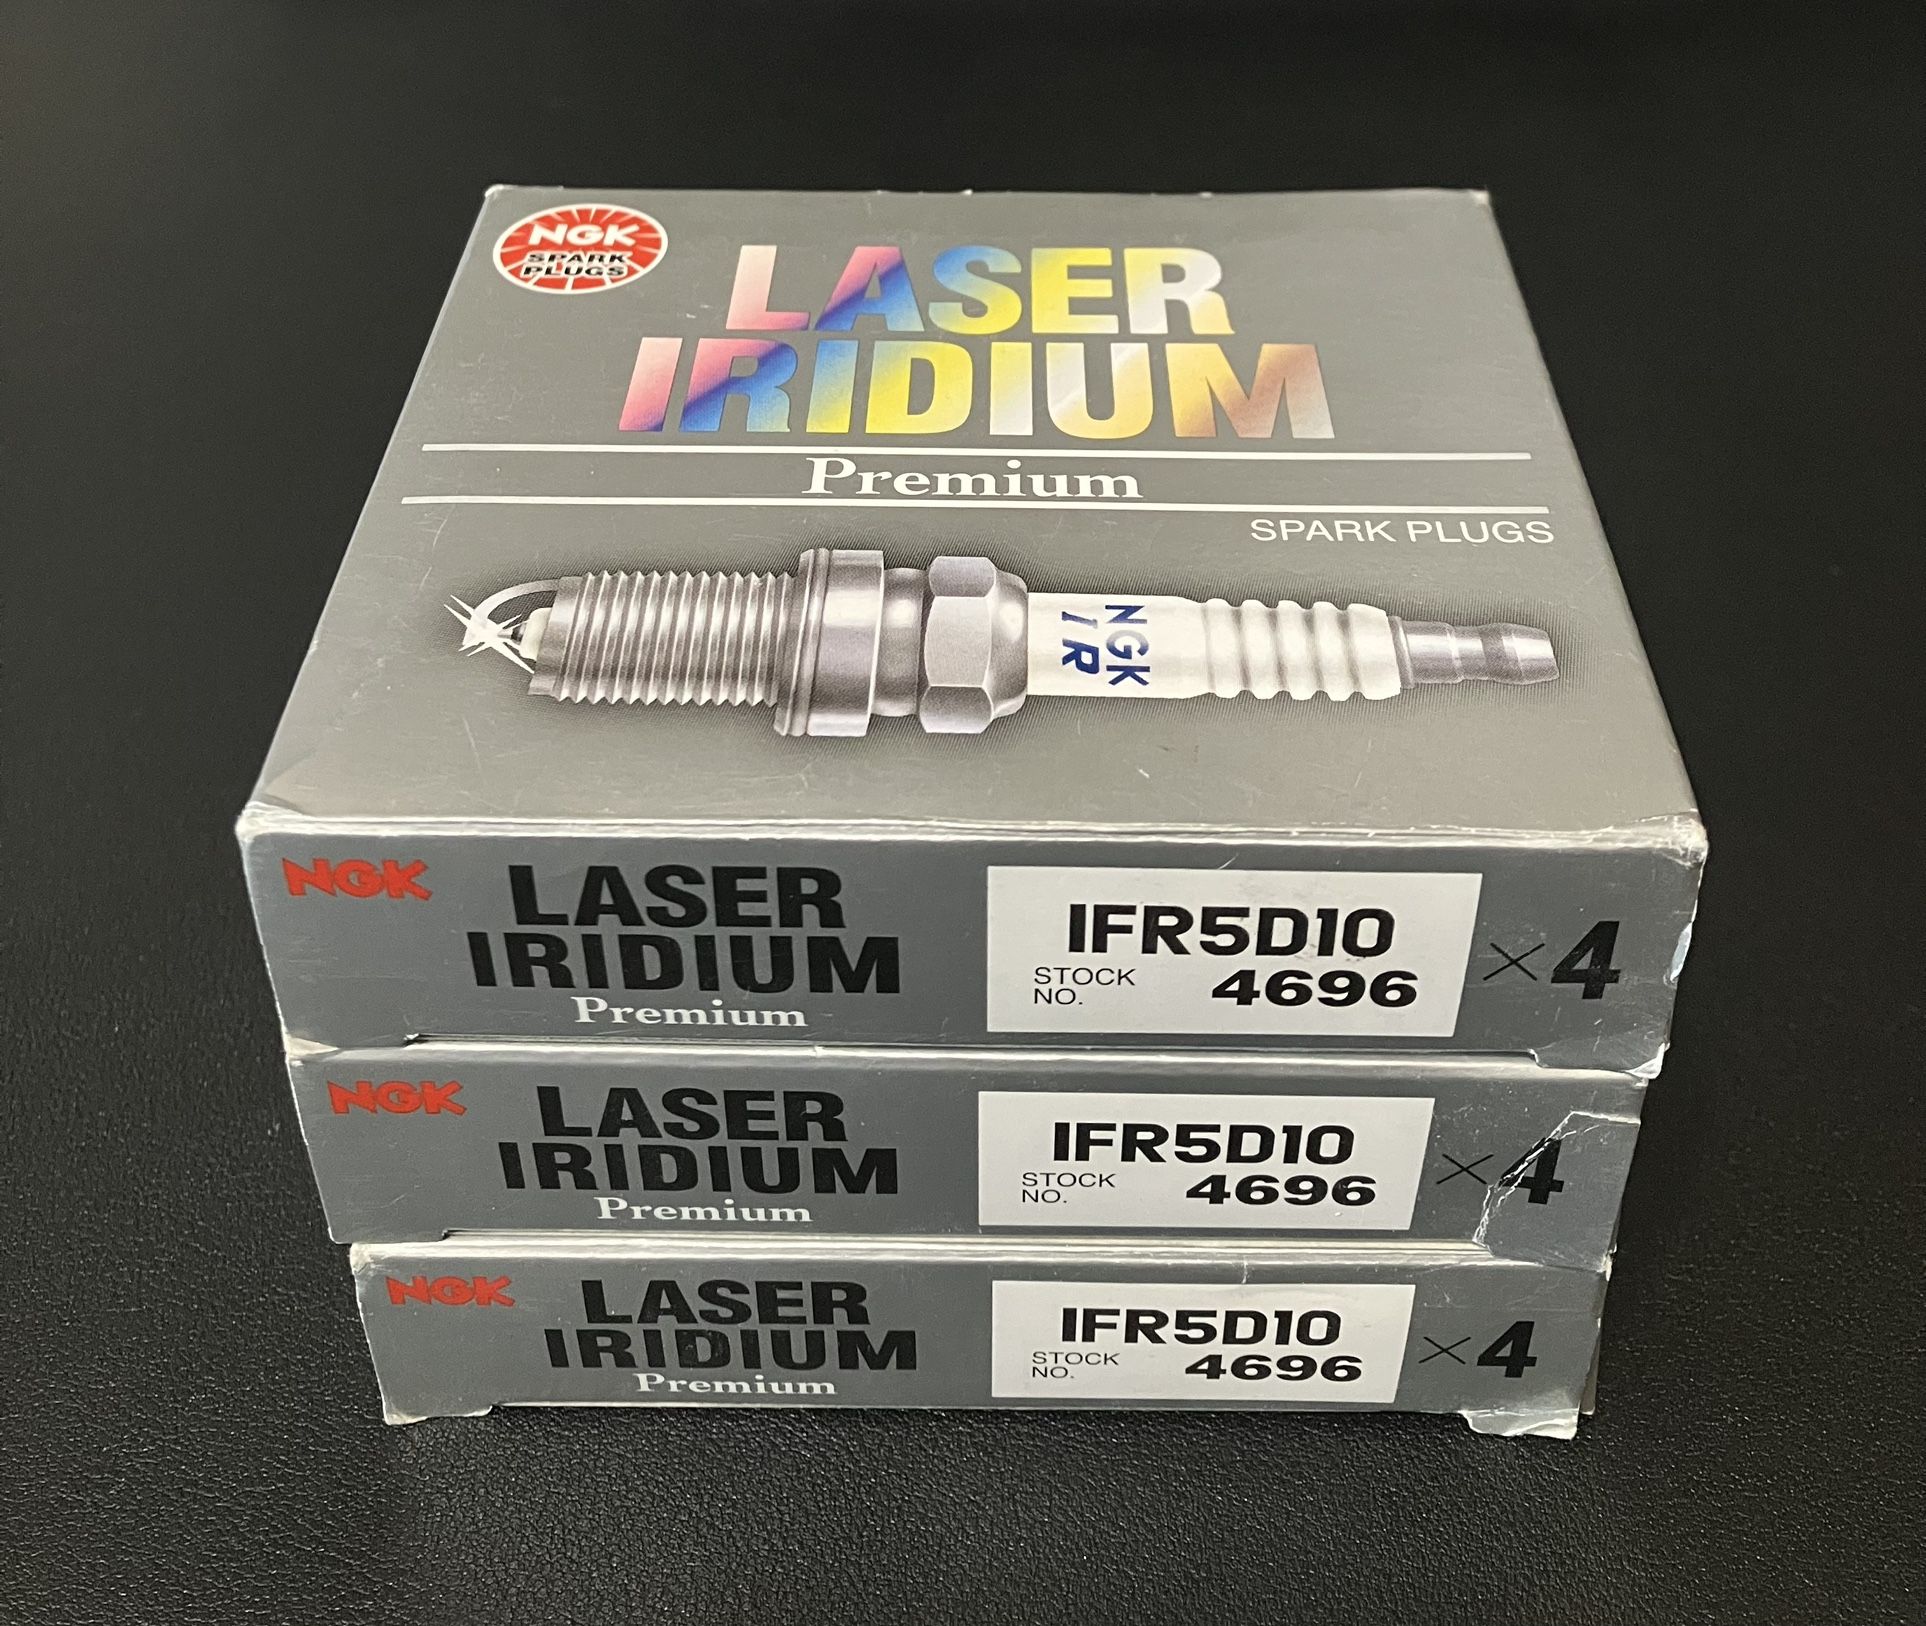 NGK
SPARK
PLUGS
LASER
IRIDIUM
Premium
SPARK PLUGS
NGK
IR
NGK
LASER
IRIDIUM
Premium
IFR5D10
STOCK
NO.
4696
×4
NGK
LASER
IRIDIUM
Premium
IFR5D10
STOCK
NO.
4696
×4
NGK
LASER
IRIDIUM
Premium
IFR5D10
STOCK
NO.
4696
×4